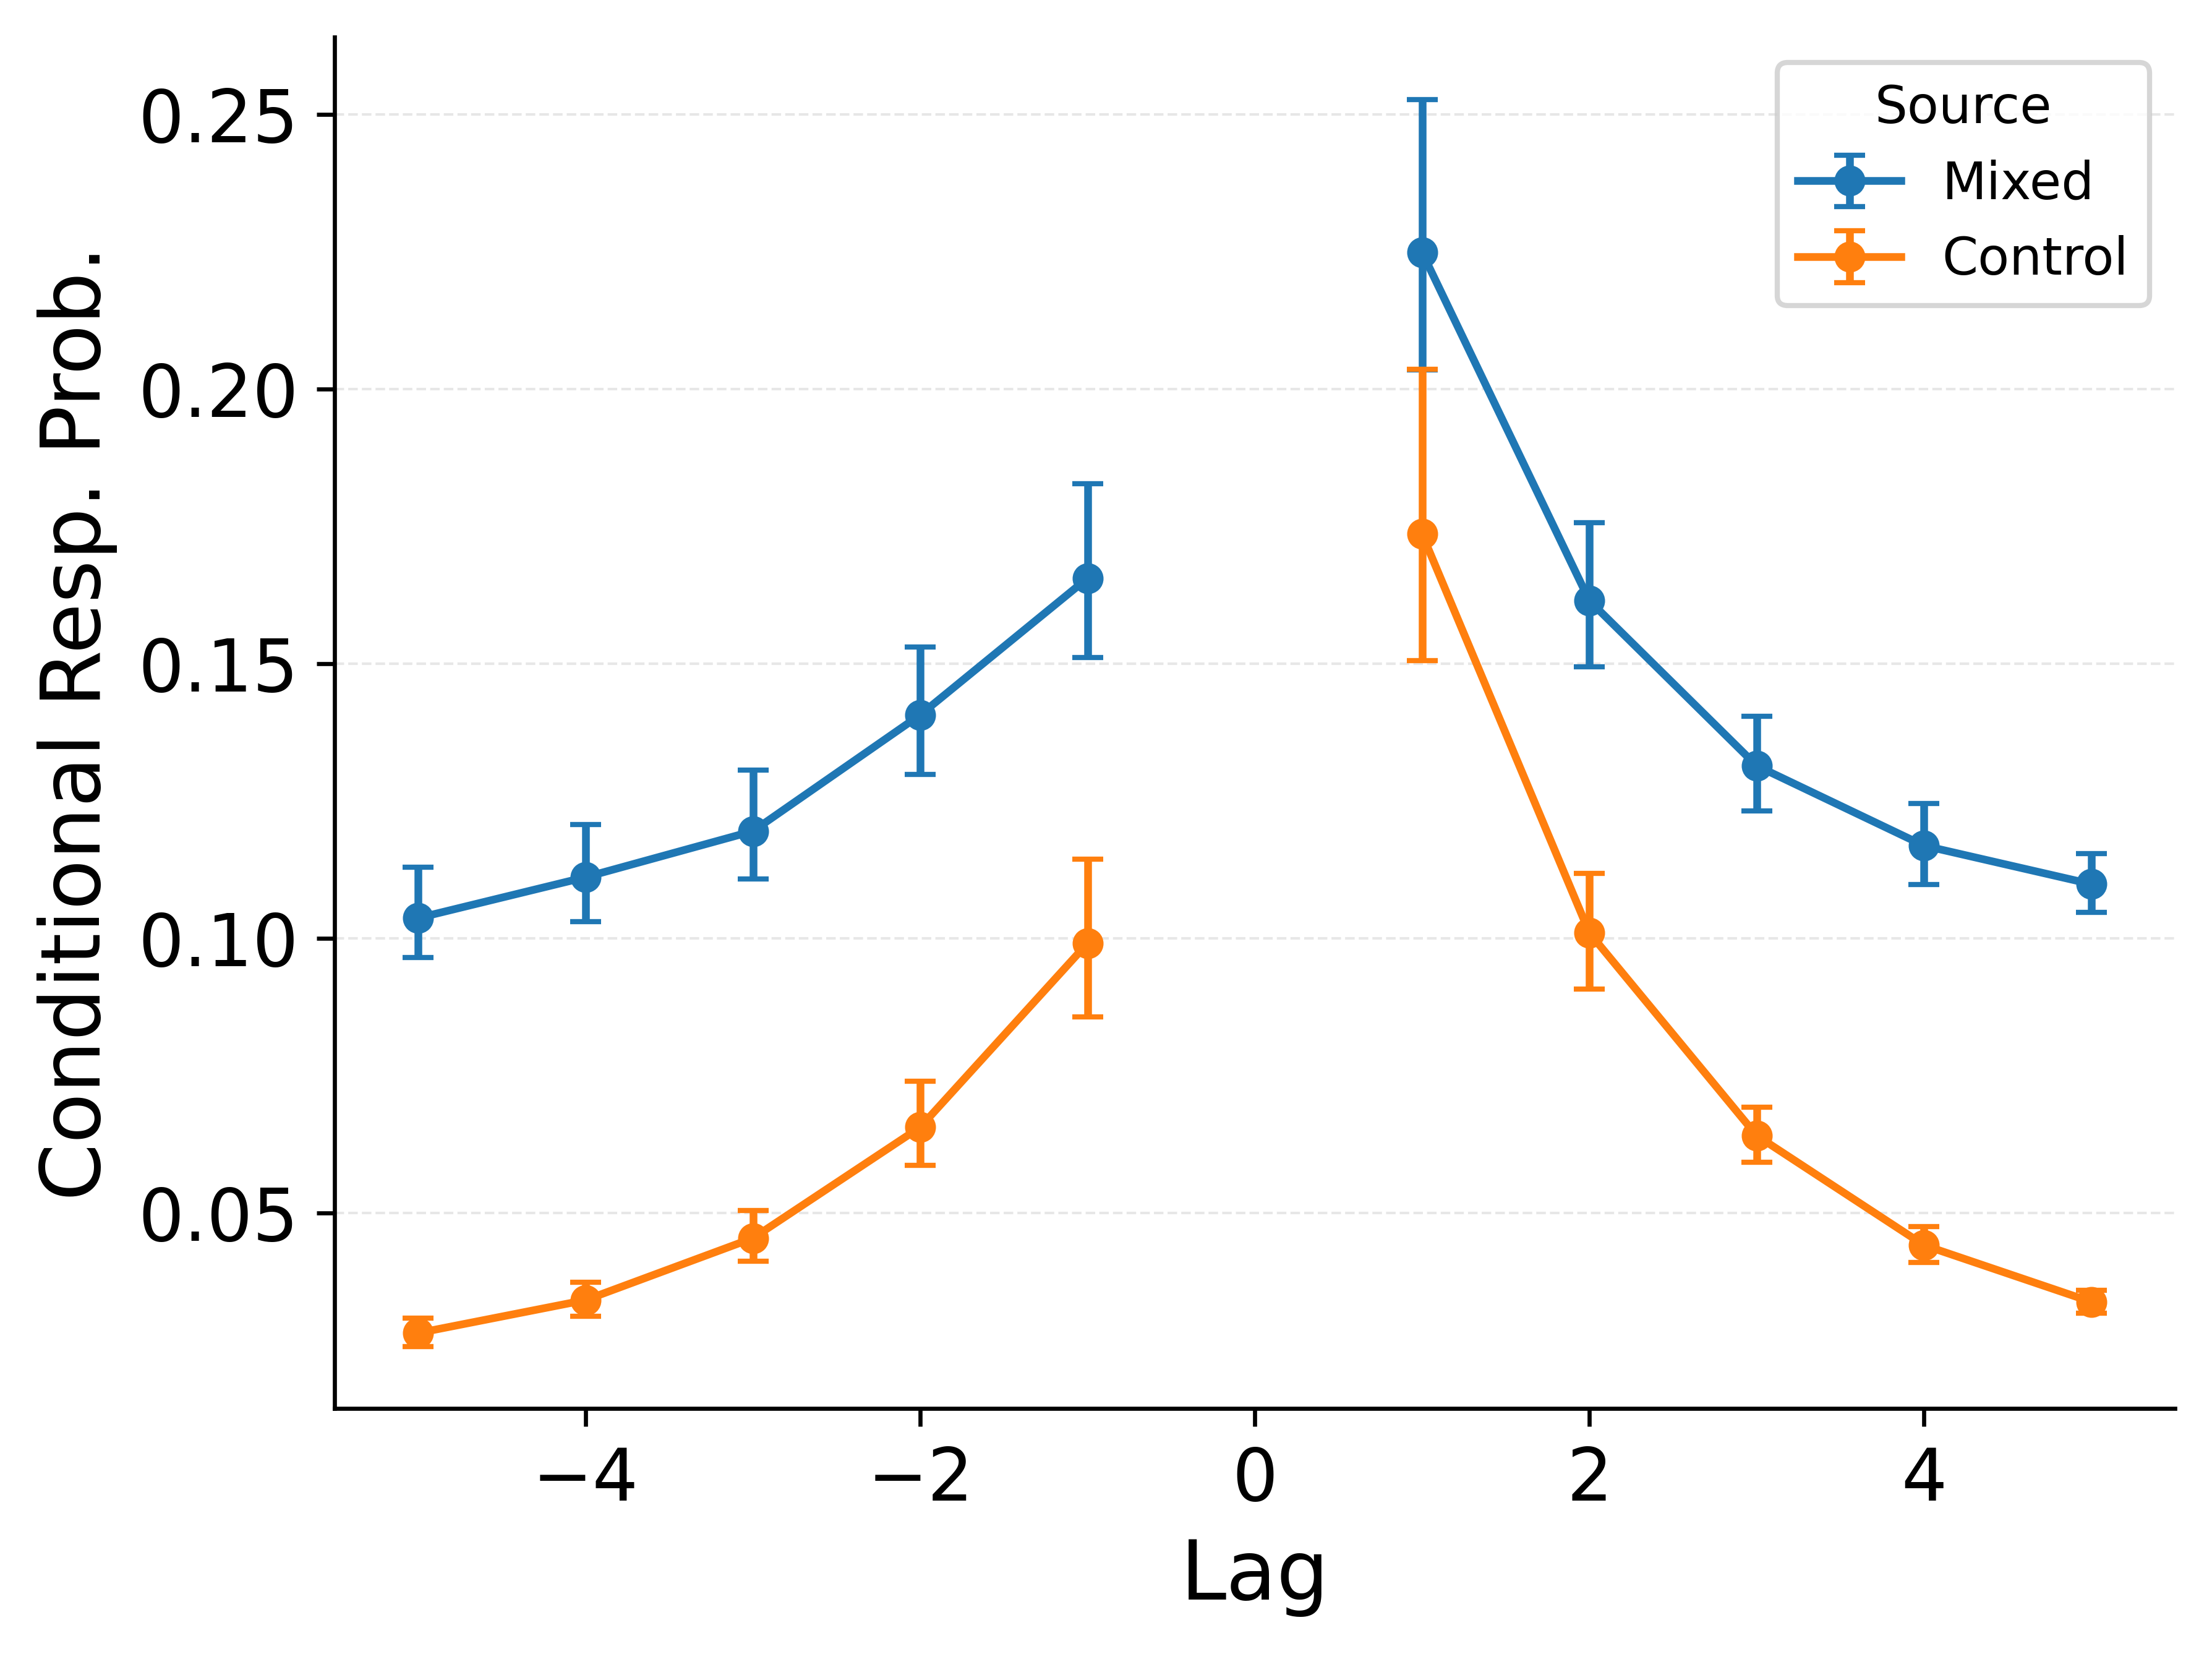 Conditional Resp. Prob.
0.25
0.20
0.15
0.10
0.05
Source
Mixed
Control
−4
−2
0
2
4
Lag